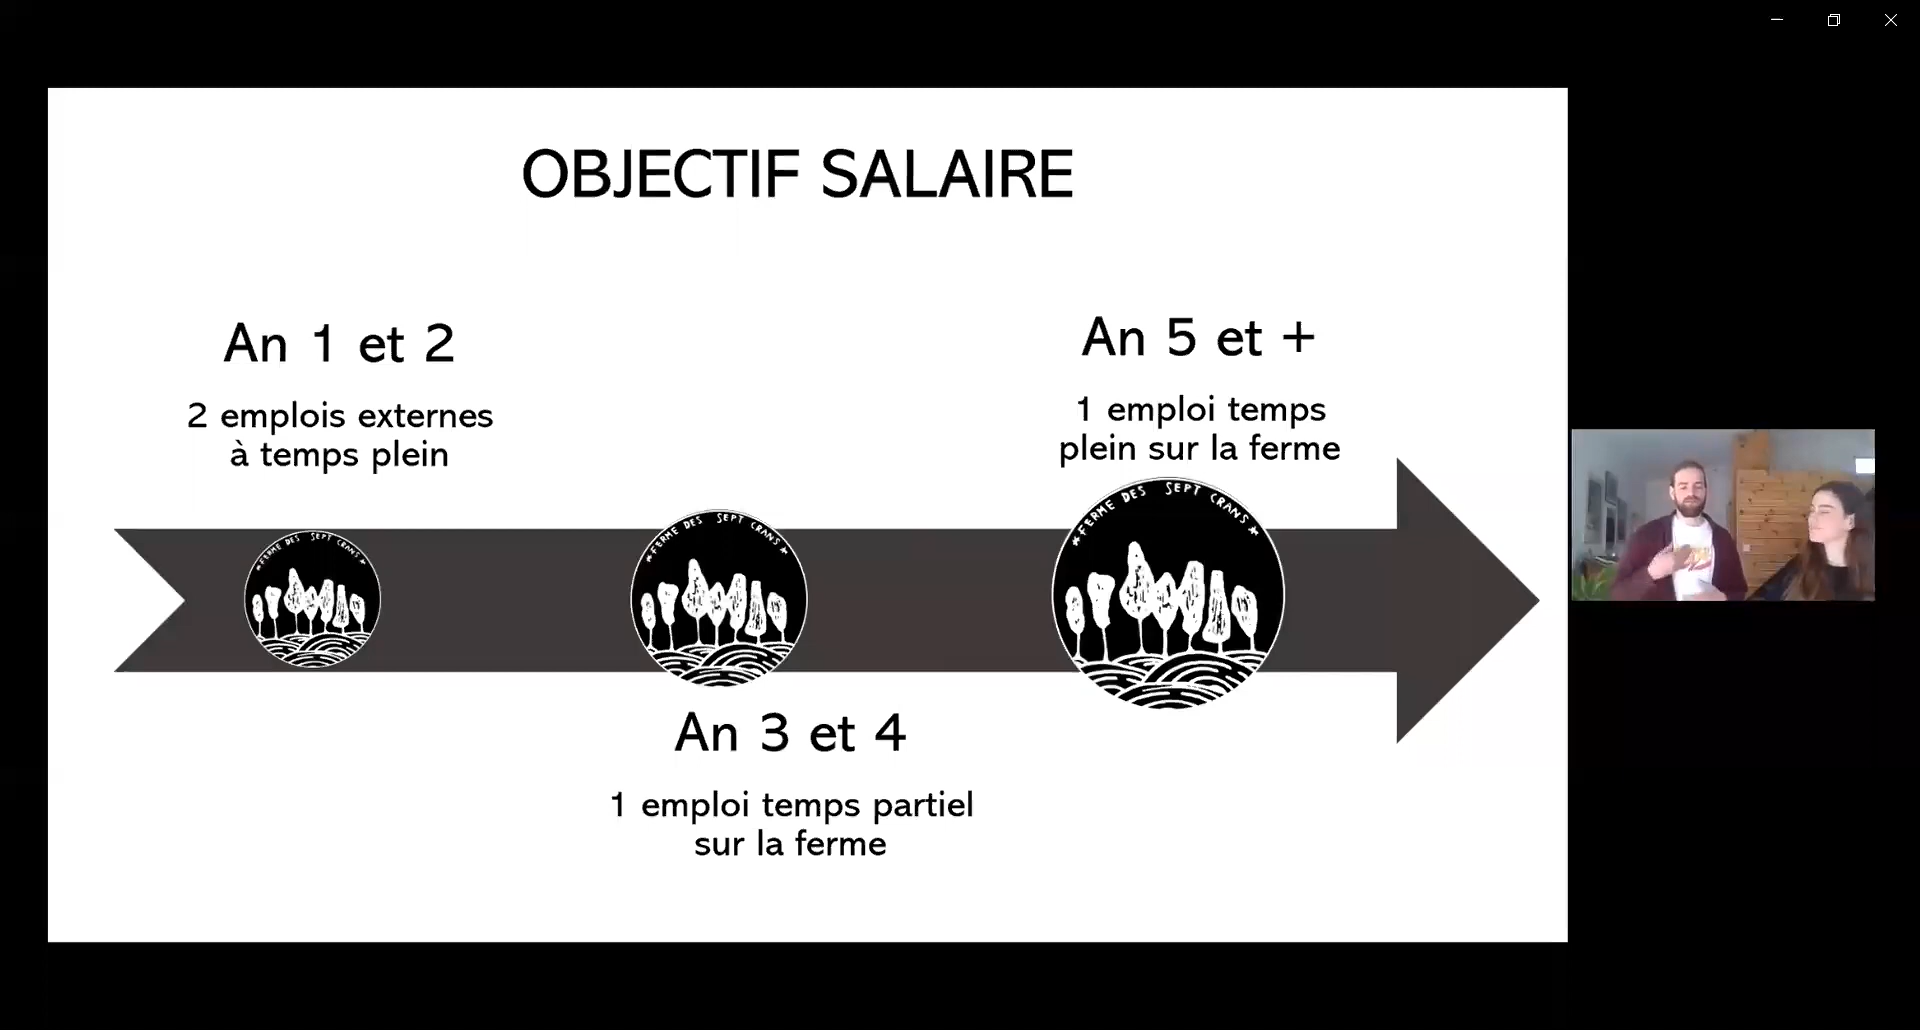 OBJECTIF SALAIRE
An 1 et 2
2 emplois externes
à temps plein
An 5 et +
1 emploi temps
plein sur la ferme
*FERME DES SEPT CRANS*
*FERME DES SEPT CRANS*
*FERME DES SEPT CRANS*
An 3 et 4
1 emploi temps partiel
sur la ferme